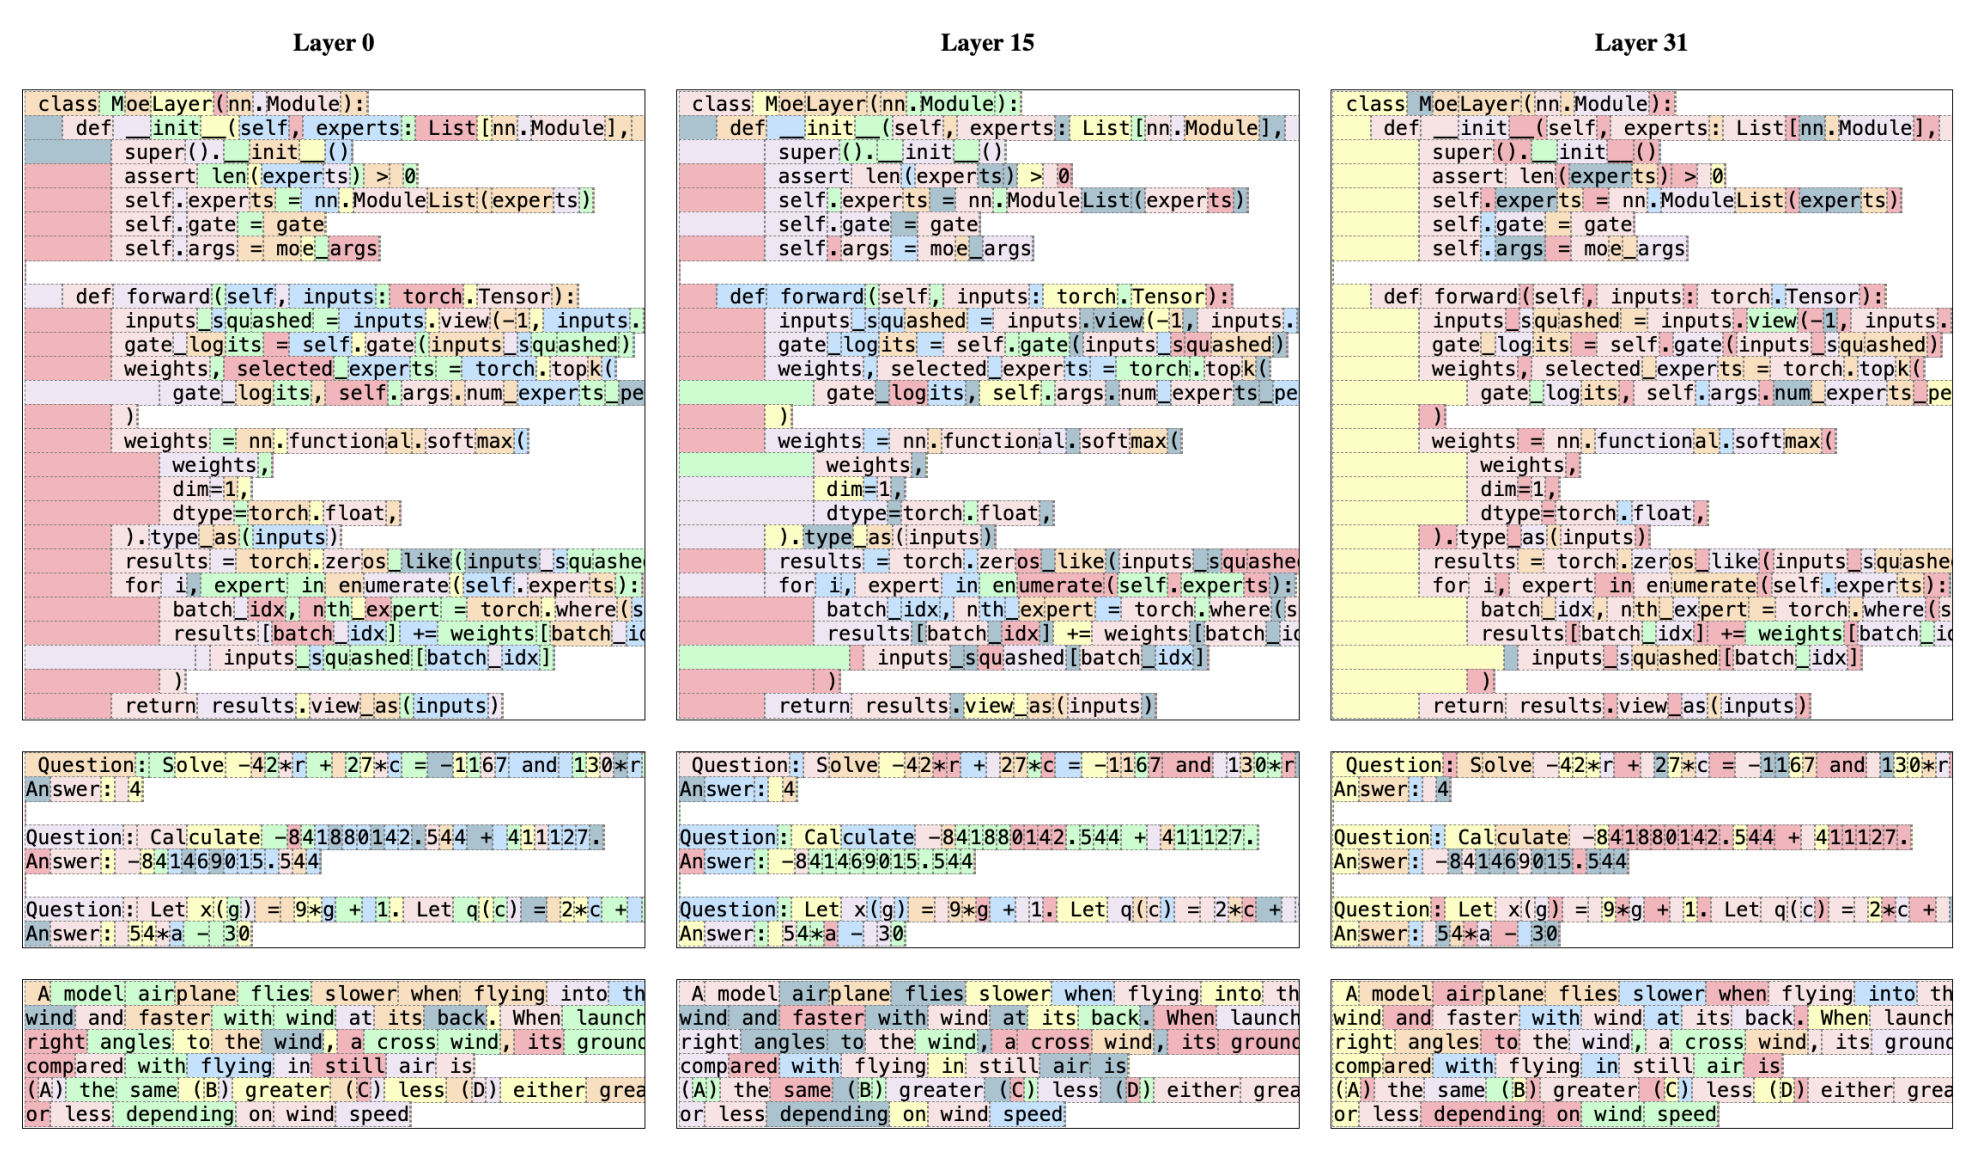 Layer 0
class MoeLayer(nn.Module):
def __init__(self, experts: List[nn.Module],
super().__init__()
assert len(experts) > 0
self.experts = nn.ModuleList(experts)
self.gate = gate
self.args = moe_args
def forward(self, inputs: torch.Tensor):
inputs_squashed = inputs.view(-1, inputs.
gate_logits = self.gate(inputs_squashed)
weights, selected_experts = torch.topk(
gate_logits, self.args.num_experts_pe
)
weights = nn.functional.softmax(
weights,
dim=1,
dtype=torch.float,
).type_as(inputs)
results = torch.zeros_like(inputs_squashe
for i, expert in enumerate(self.experts):
batch_idx, nth_expert = torch.where(s
results[batch_idx] += weights[batch_id
inputs_squashed[batch_idx]
)
return results.view_as(inputs)
Question: Solve -42*r + 27*c = -1167 and 130*r
Answer: 4
Question: Calculate -841880142.544 + 411127.
Answer: -841469015.544
Question: Let x(g) = 9*g + 1. Let q(c) = 2*c +
Answer: 54*a - 30
A model airplane flies slower when flying into th
wind and faster with wind at its back. When launch
right angles to the wind, a cross wind, its ground
compared with flying in still air is
(A) the same (B) greater (C) less (D) either grea
or less depending on wind speed
Layer 15
class MoeLayer(nn.Module):
def __init__(self, experts: List[nn.Module],
super().__init__()
assert len(experts) > 0
self.experts = nn.ModuleList(experts)
self.gate = gate
self.args = moe_args
def forward(self, inputs: torch.Tensor):
inputs_squashed = inputs.view(-1, inputs.
gate_logits = self.gate(inputs_squashed)
weights, selected_experts = torch.topk(
gate_logits, self.args.num_experts_pe
)
weights = nn.functional.softmax(
weights,
dim=1,
dtype=torch.float,
).type_as(inputs)
results = torch.zeros_like(inputs_squashe
for i, expert in enumerate(self.experts):
batch_idx, nth_expert = torch.where(s
results[batch_idx] += weights[batch_id
inputs_squashed[batch_idx]
)
return results.view_as(inputs)
Question: Solve -42*r + 27*c = -1167 and 130*r
Answer: 4
Question: Calculate -841880142.544 + 411127.
Answer: -841469015.544
Question: Let x(g) = 9*g + 1. Let q(c) = 2*c +
Answer: 54*a - 30
A model airplane flies slower when flying into th
wind and faster with wind at its back. When launch
right angles to the wind, a cross wind, its ground
compared with flying in still air is
(A) the same (B) greater (C) less (D) either grea
or less depending on wind speed
Layer 31
class MoeLayer(nn.Module):
def __init__(self, experts: List[nn.Module],
super().__init__()
assert len(experts) > 0
self.experts = nn.ModuleList(experts)
self.gate = gate
self.args = moe_args
def forward(self, inputs: torch.Tensor):
inputs_squashed = inputs.view(-1, inputs.
gate_logits = self.gate(inputs_squashed)
weights, selected_experts = torch.topk(
gate_logits, self.args.num_experts_pe
)
weights = nn.functional.softmax(
weights,
dim=1,
dtype=torch.float,
).type_as(inputs)
results = torch.zeros_like(inputs_squashe
for i, expert in enumerate(self.experts):
batch_idx, nth_expert = torch.where(s
results[batch_idx] += weights[batch_id
inputs_squashed[batch_idx]
)
return results.view_as(inputs)
Question: Solve -42*r + 27*c = -1167 and 130*r
Answer: 4
Question: Calculate -841880142.544 + 411127.
Answer: -841469015.544
Question: Let x(g) = 9*g + 1. Let q(c) = 2*c +
Answer: 54*a - 30
A model airplane flies slower when flying into th
wind and faster with wind at its back. When launch
right angles to the wind, a cross wind, its ground
compared with flying in still air is
(A) the same (B) greater (C) less (D) either grea
or less depending on wind speed